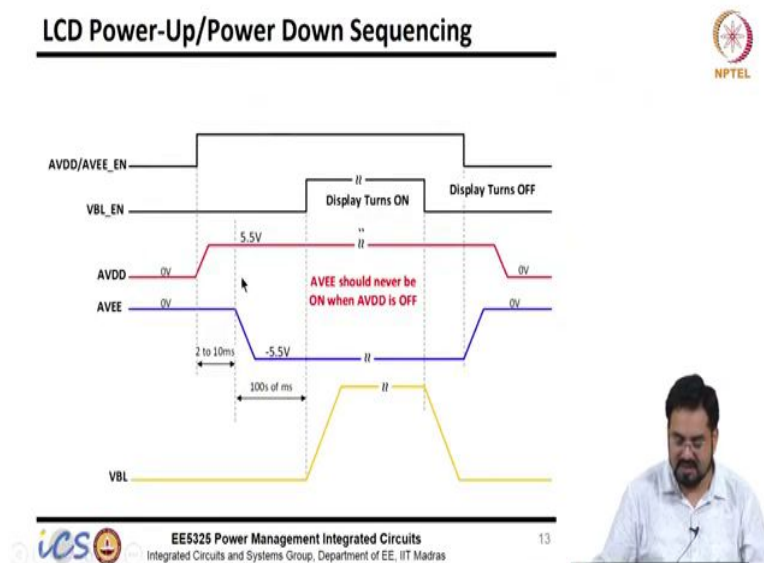 LCD Power-Up/Power Down Sequencing
NPTEL
AVDD/AVEE_EN
VBL_EN
Display Turns ON
Display Turns OFF
5.5V
AVDD
0V
0V
AVEE should never be
ON when AVDD is OFF
AVEE
0V
0V
2 to 10ms
-5.5V
100s of ms
VBL
iCS
EE5325 Power Management Integrated Circuits
13
Integrated Circuits and Systems Group, Department of EE, IIT Madras